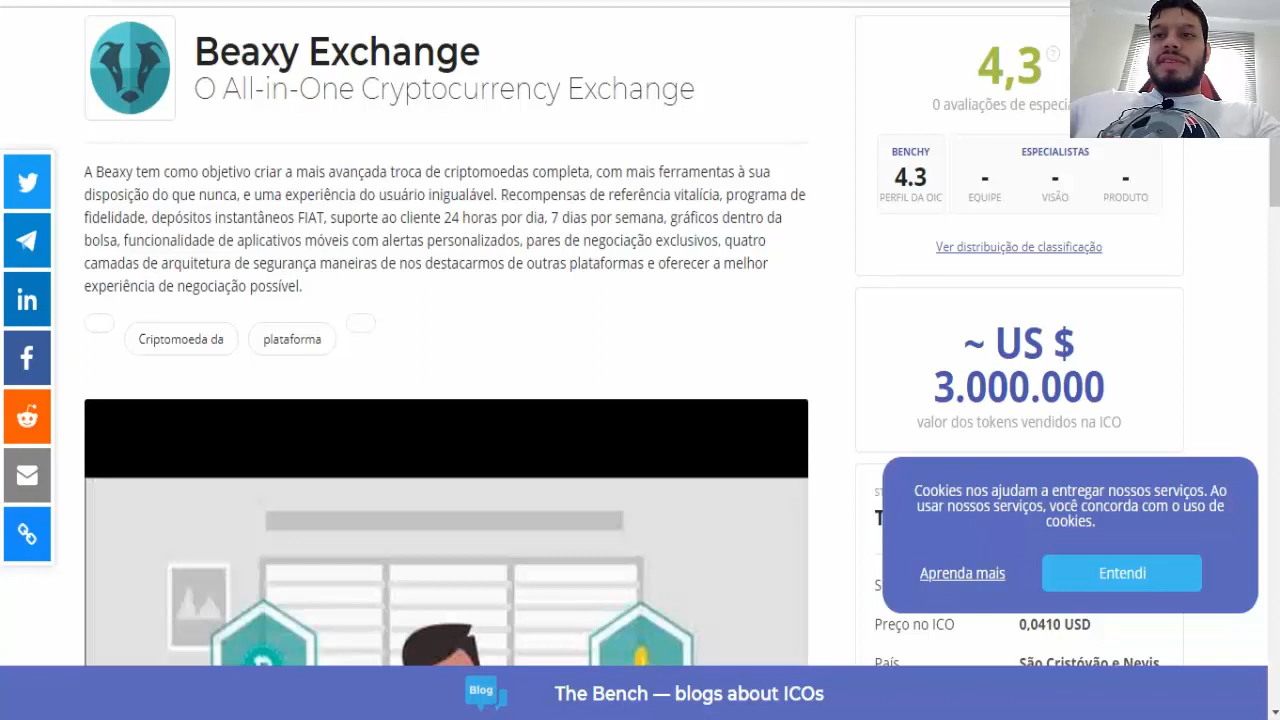 Beaxy Exchange
O All-in-One Cryptocurrency Exchange
A Beaxy tem como objetivo criar a mais avançada troca de criptomoedas completa, com mais ferramentas à sua
disposição do que nunca, e uma experiência do usuário inigualável. Recompensas de referência vitalícia, programa de
fidelidade, depósitos instantâneos FIAT, suporte ao cliente 24 horas por dia, 7 dias por semana, gráficos dentro da
bolsa, funcionalidade de aplicativos móveis com alertas personalizados, pares de negociação exclusivos, quatro
camadas de arquitetura de segurança maneiras de nos destacarmos de outras plataformas e oferecer a melhor
experiência de negociação possível.
Criptomoeda da
plataforma
4,3
?
0 avaliações de
BENCHY
4.3
PERFIL DA OIC
ESPECIALISTAS
- - -
EQUIPE VISÃO PRODUTO
Ver distribuição de classificação
~ US $
3.000.000
valor dos tokens vendidos na ICO
Cookies nos ajudam a entregar nossos serviços. Ao
usar nossos serviços, você concorda com o uso de
cookies.
Aprenda mais
Entendi
Preço no ICO 0,0410 USD
País São Cristóvão e Nevis
Blog
The Bench — blogs about ICOs